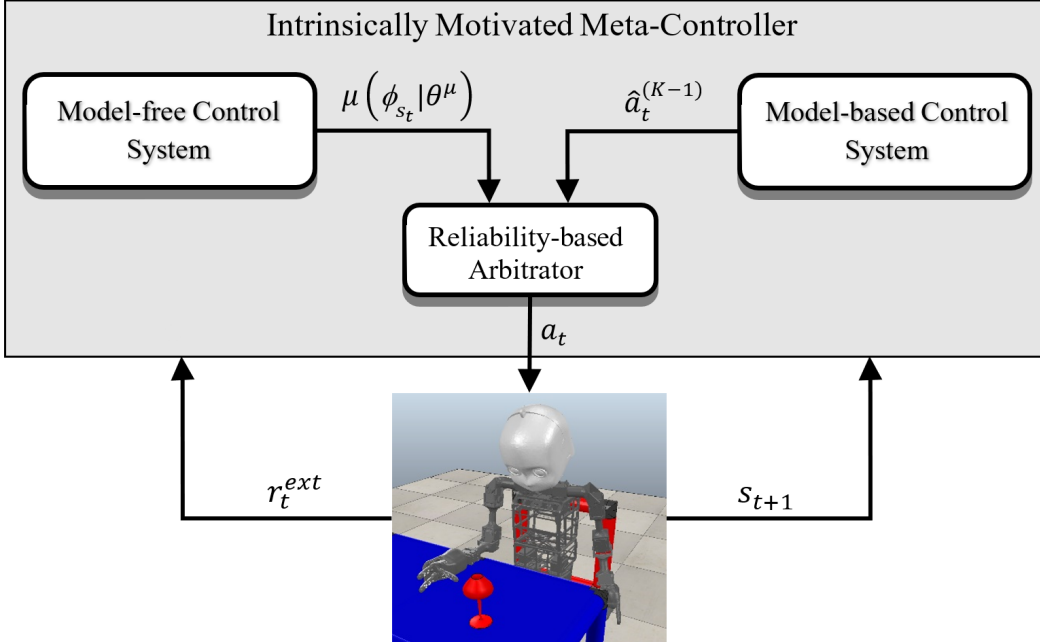 Intrinsically Motivated Meta-Controller
Model-free Control
System
μ(ϕ_{s_t}|θ^μ)
â_t^{(K−1)}
Model-based Control
System
Reliability-based
Arbitrator
a_t
r_t^{ext}
s_{t+1}